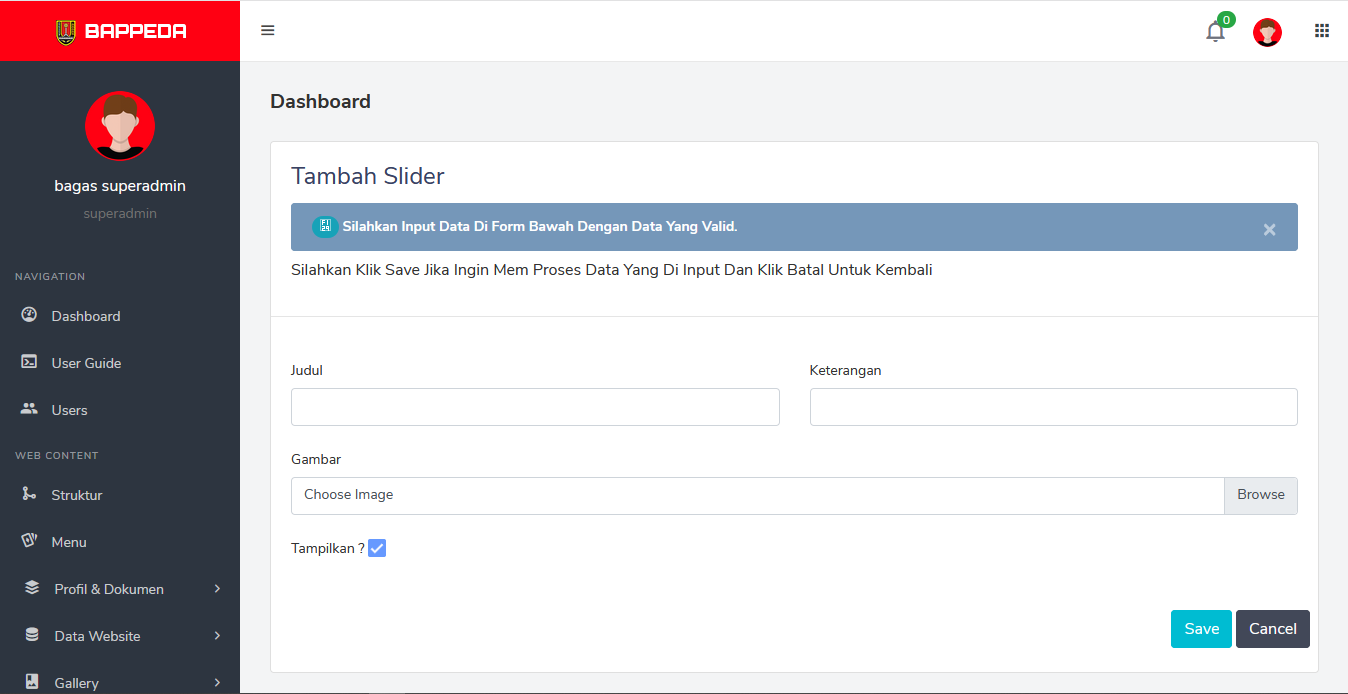 BAPPEDA
0
bagas superadmin
superadmin
NAVIGATION
Dashboard
User Guide
Users
WEB CONTENT
Struktur
Menu
Profil & Dokumen
Data Website
Gallery
Dashboard
Tambah Slider
Silahkan Input Data Di Form Bawah Dengan Data Yang Valid.
×
Silahkan Klik Save Jika Ingin Mem Proses Data Yang Di Input Dan Klik Batal Untuk Kembali
Judul
Keterangan
Gambar
Choose Image
Browse
Tampilkan ?
Save
Cancel